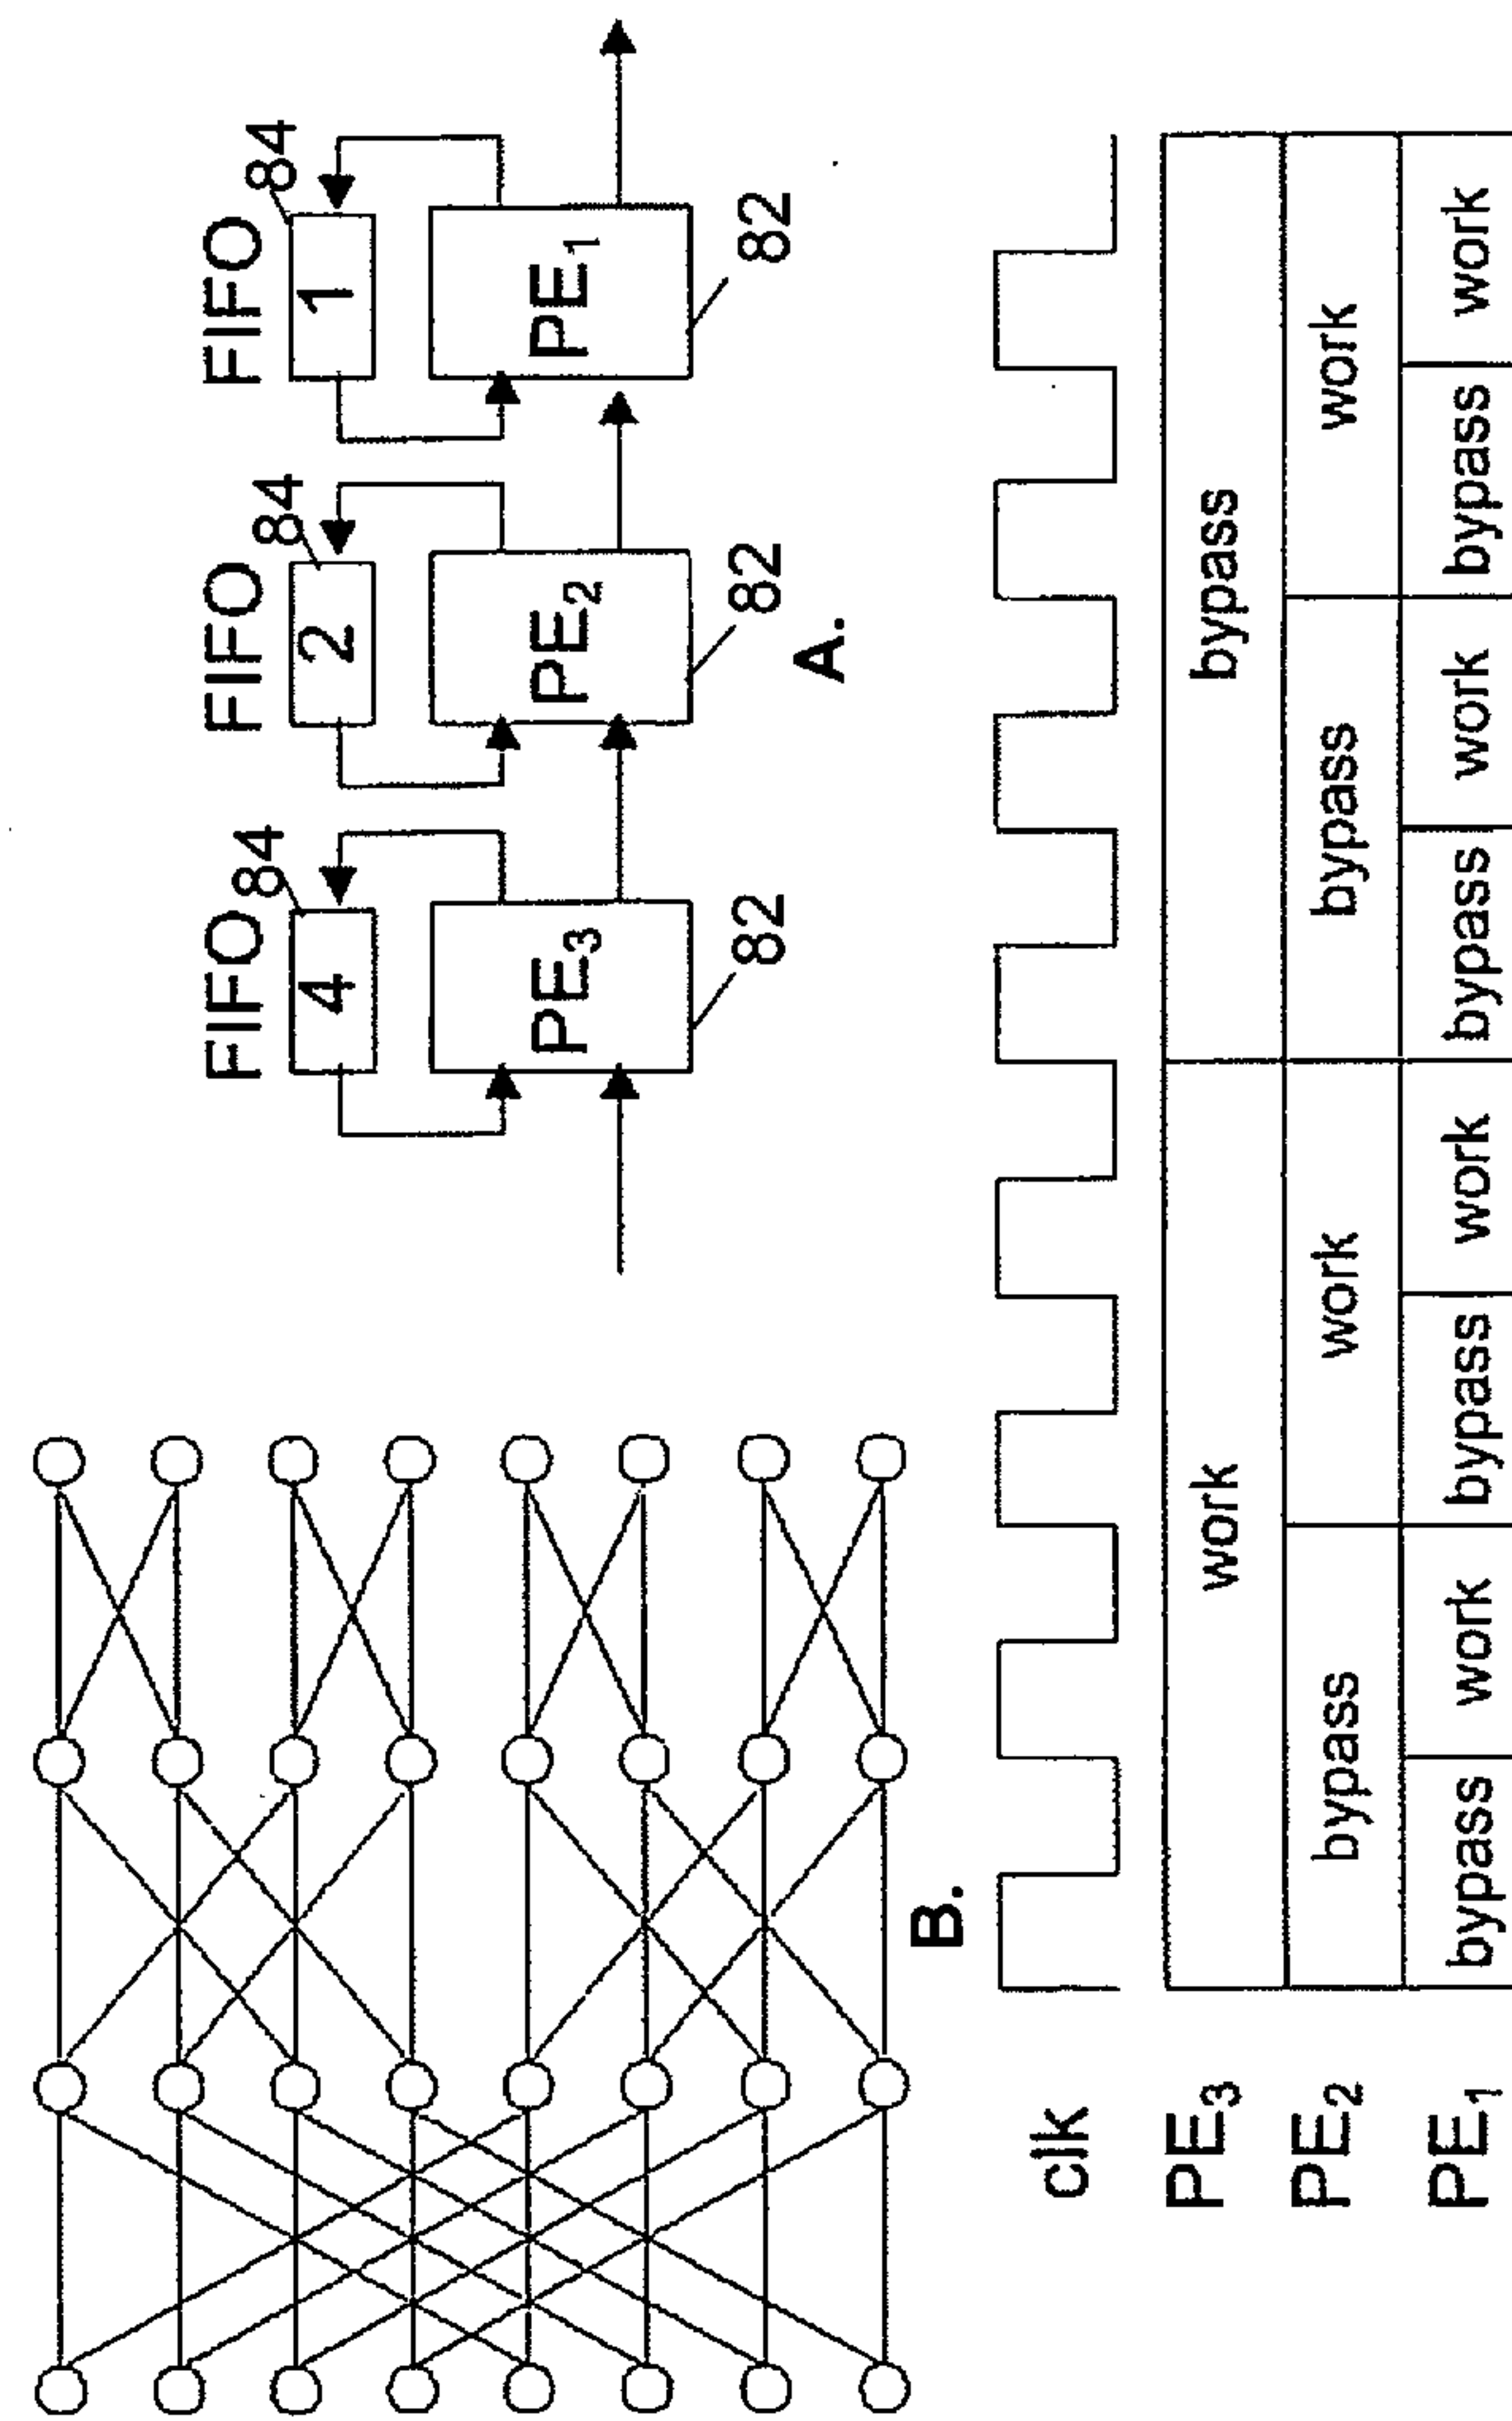 FIFO FIFO FIFO
84 84 84
4 2 1
PE3 PE2 PE1
82 82 82
A.
B.
clk
PE3 work bypass
PE2 bypass work bypass work
PE1 bypass work bypass work bypass work bypass work